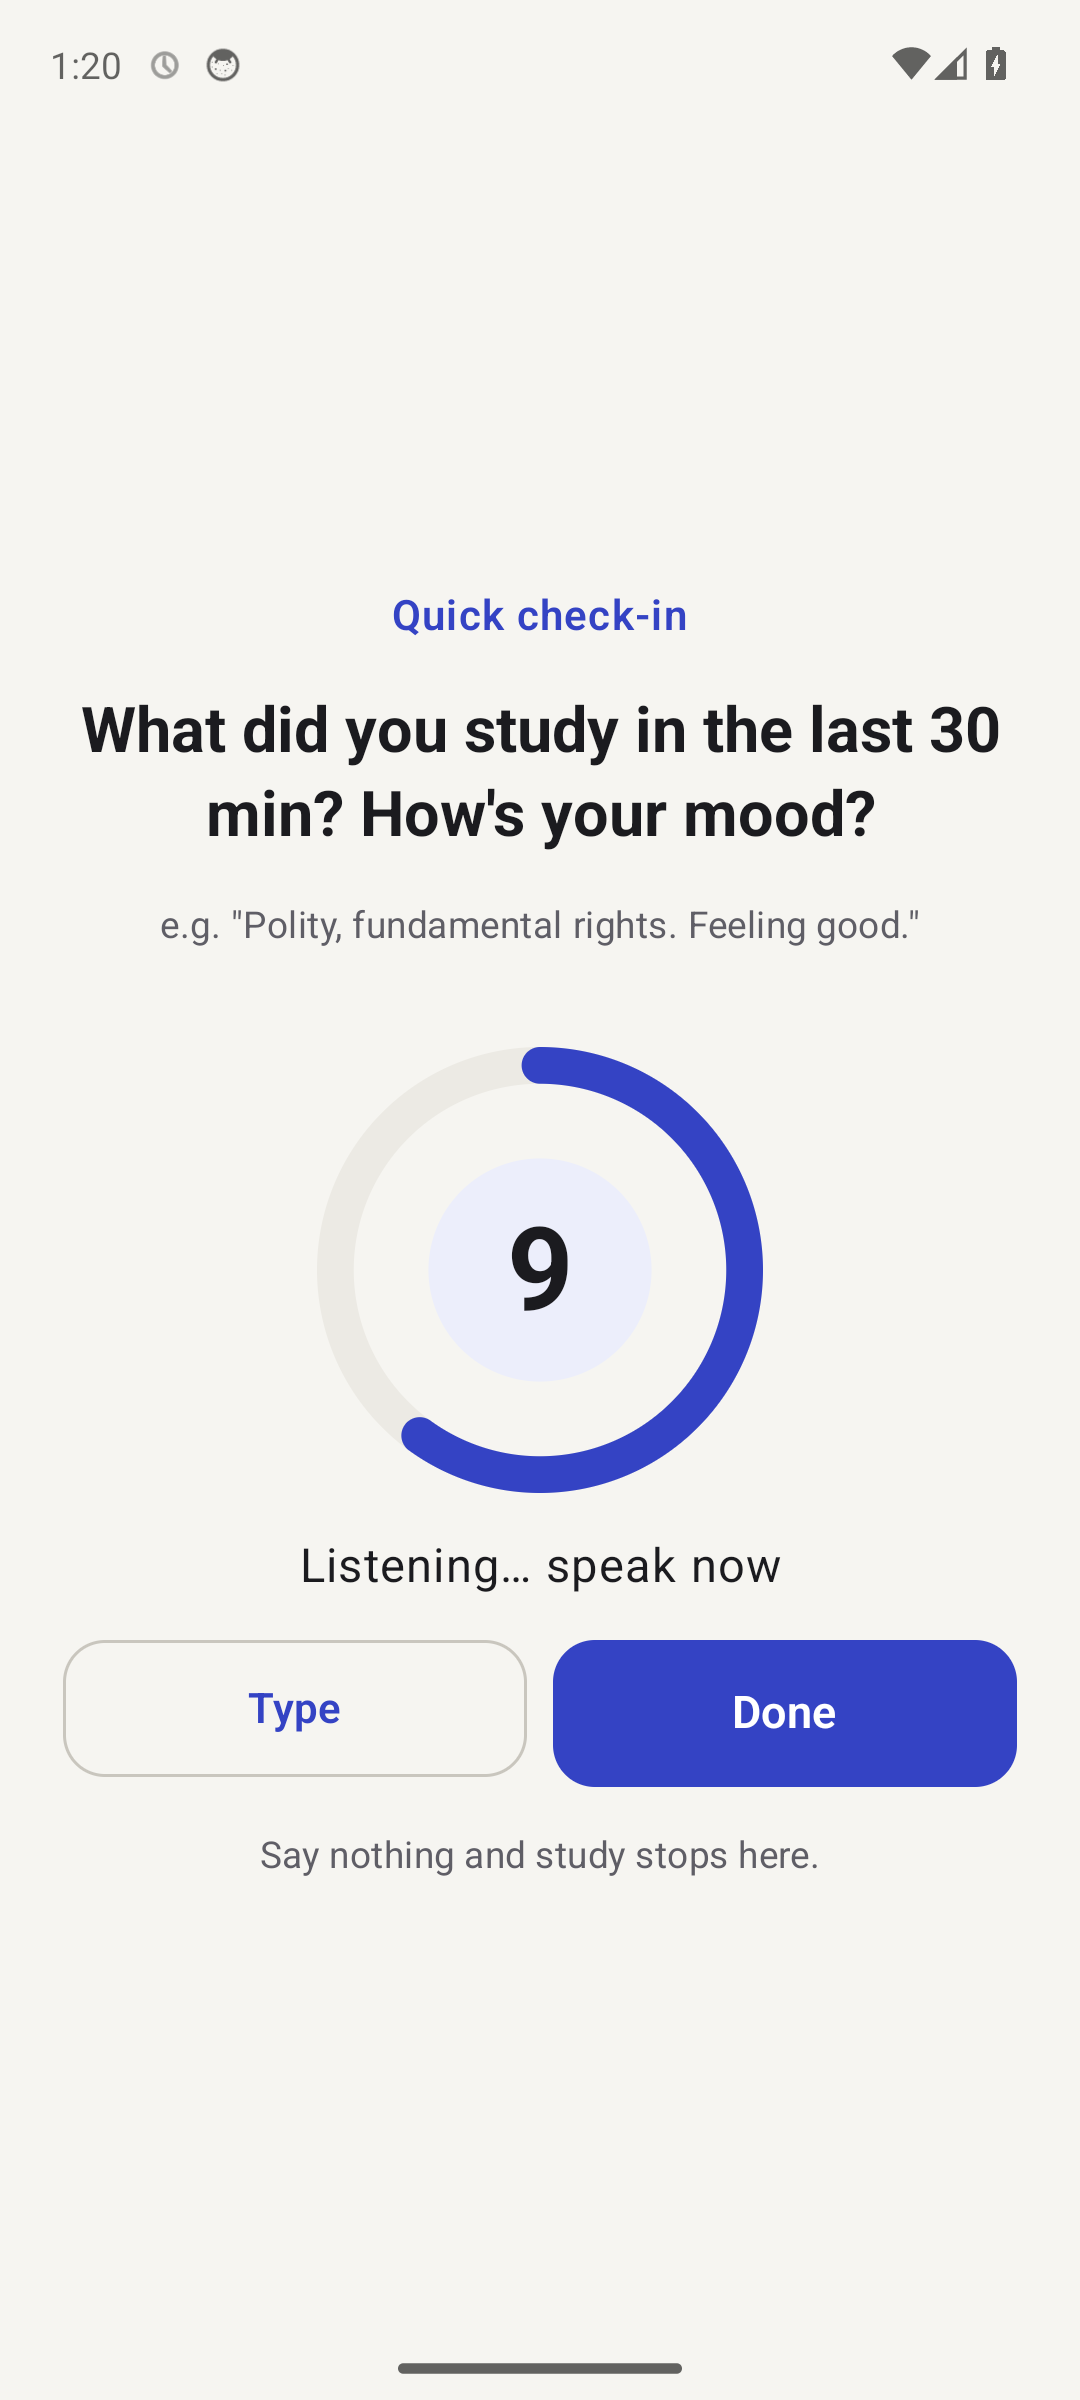 1:20
Quick check-in
What did you study in the last 30
min? How's your mood?
e.g. "Polity, fundamental rights. Feeling good."
9
Listening... speak now
Type
Done
Say nothing and study stops here.